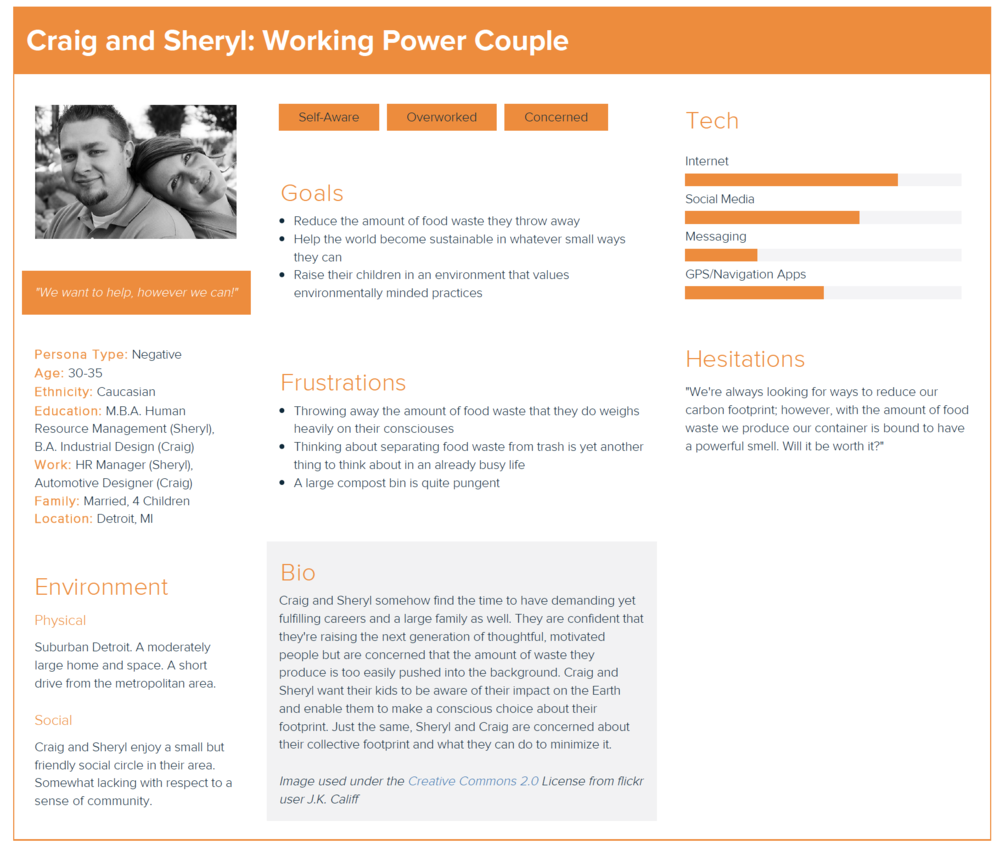 Craig and Sheryl: Working Power Couple
"We want to help, however we can!"
Persona Type: Negative
Age: 30-35
Ethnicity: Caucasian
Education: M.B.A. Human
Resource Management (Sheryl),
B.A. Industrial Design (Craig)
Work: HR Manager (Sheryl),
Automotive Designer (Craig)
Family: Married, 4 Children
Location: Detroit, MI
Environment
Physical
Suburban Detroit. A moderately
large home and space. A short
drive from the metropolitan area.
Social
Craig and Sheryl enjoy a small but
friendly social circle in their area.
Somewhat lacking with respect to a
sense of community.
Self-Aware
Overworked
Concerned
Goals
• Reduce the amount of food waste they throw away
• Help the world become sustainable in whatever small ways
they can
• Raise their children in an environment that values
environmentally minded practices
Frustrations
• Throwing away the amount of food waste that they do weighs
heavily on their consciouses
• Thinking about separating food waste from trash is yet another
thing to think about in an already busy life
• A large compost bin is quite pungent
Bio
Craig and Sheryl somehow find the time to have demanding yet
fulfilling careers and a large family as well. They are confident that
they're raising the next generation of thoughtful, motivated
people but are concerned that the amount of waste they
produce is too easily pushed into the background. Craig and
Sheryl want their kids to be aware of their impact on the Earth
and enable them to make a conscious choice about their
footprint. Just the same, Sheryl and Craig are concerned about
their collective footprint and what they can do to minimize it.
Image used under the Creative Commons 2.0 License from flickr
user J.K. Califf
Tech
Internet
Social Media
Messaging
GPS/Navigation Apps
Hesitations
"We're always looking for ways to reduce our
carbon footprint; however, with the amount of food
waste we produce our container is bound to have
a powerful smell. Will it be worth it?"